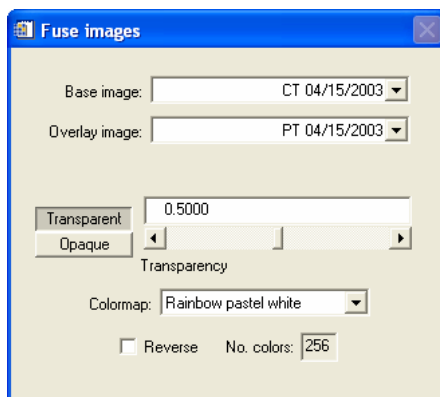 Fuse images
Base image: CT 04/15/2003
Overlay image: PT 04/15/2003
0.5000
Transparent
Opaque
Transparency
Colormap: Rainbow pastel white
Reverse No. colors: 256